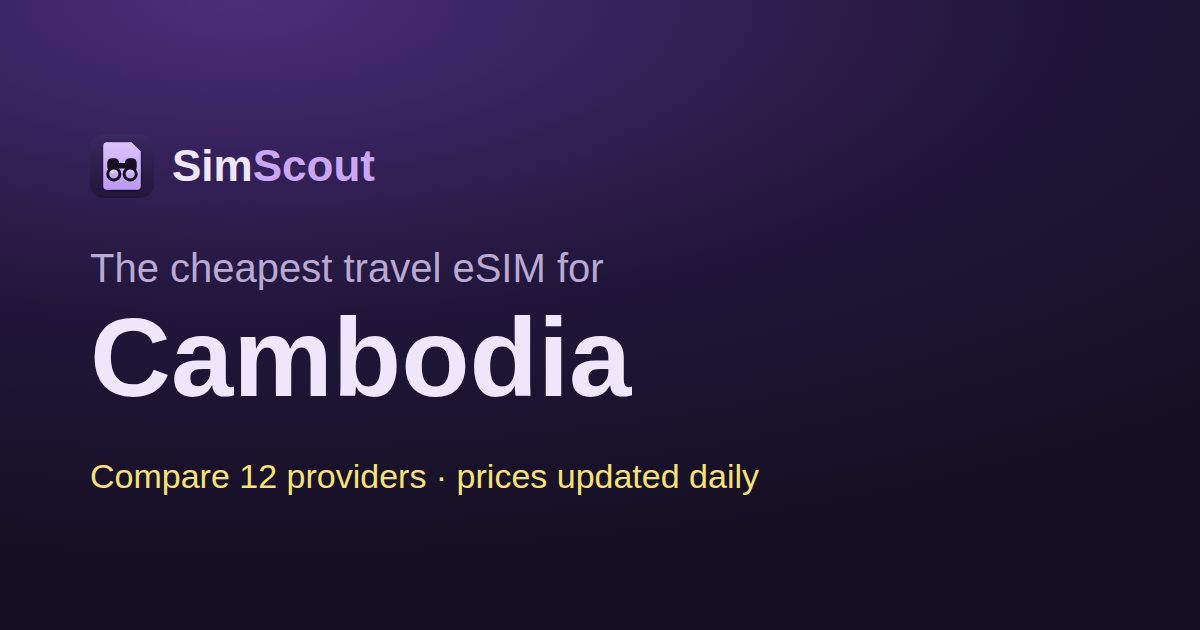 SimScout
The cheapest travel eSIM for
Cambodia
Compare 12 providers · prices updated daily